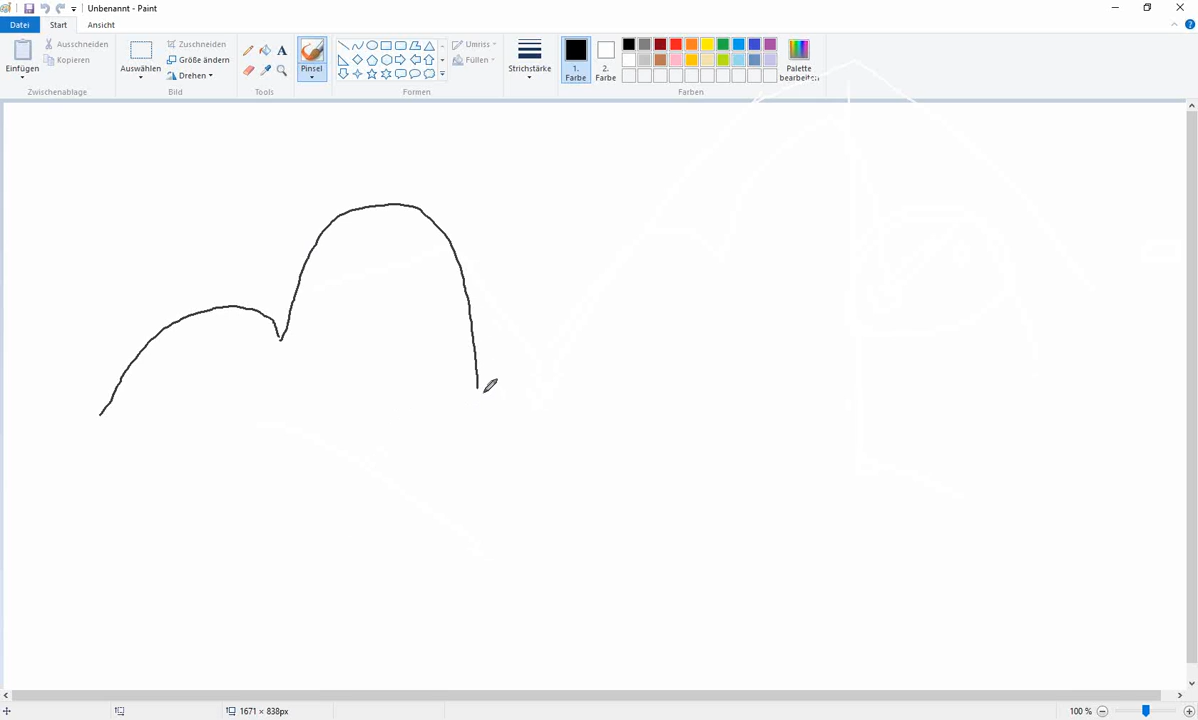 Unbenannt - Paint
Datei Start Ansicht
Einfügen
Ausschneiden
Kopieren
Zwischenablage
Auswählen
Zuschneiden
Größe ändern
Drehen
Bild
A
Tools
Pinsel
Formen
Umriss
Füllen
Strichstärke
1. Farbe
2. Farbe
Palette bearbeiten
Farben
1671 × 838px
100 %